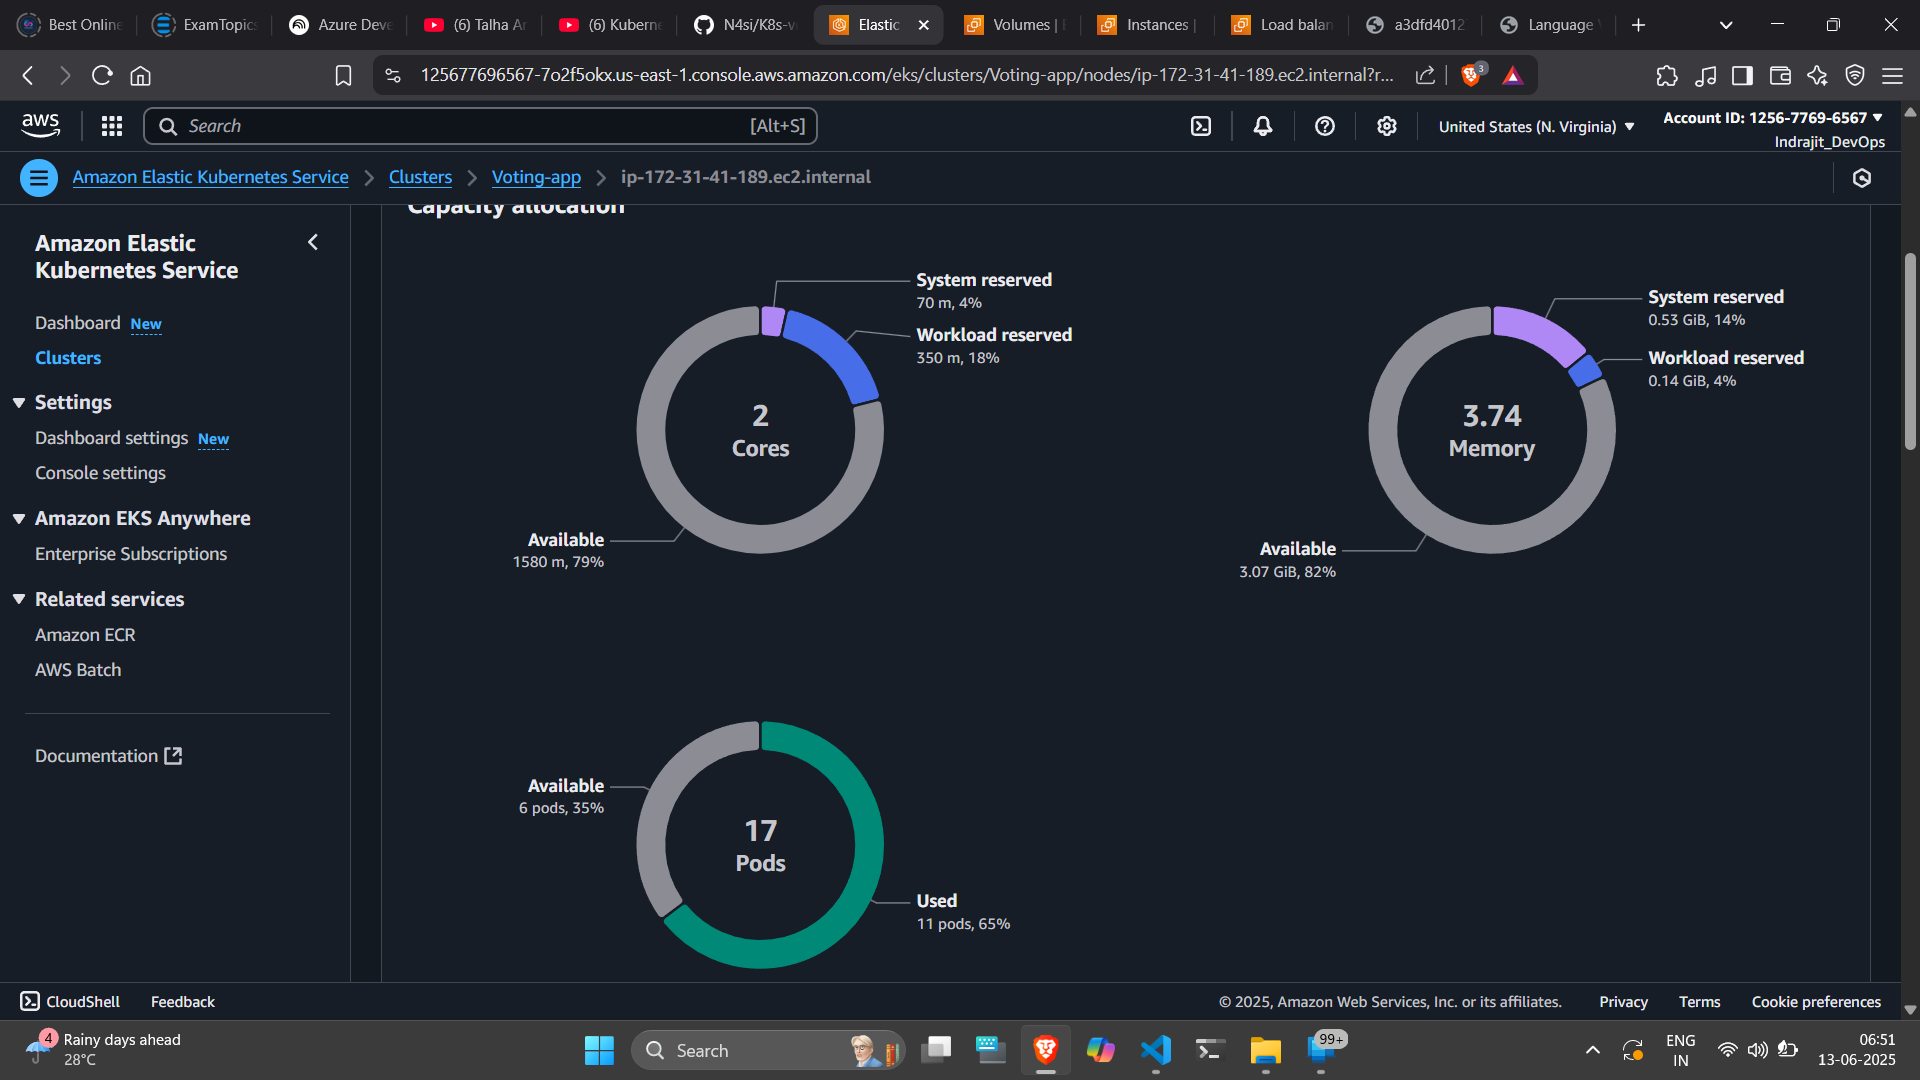 Best Online
ExamTopics
Azure Deve
(6) Talha An
(6) Kuberne
N4si/K8s-v
Elastic
Volumes |
Instances |
Load balan
a3dfd4012
Language
125677696567-7o2f5okx.us-east-1.console.aws.amazon.com/eks/clusters/Voting-app/nodes/ip-172-31-41-189.ec2.internal?r...
3
aws
Search
[Alt+S]
United States (N. Virginia)
Account ID: 1256-7769-6567
Indrajit_DevOps
Amazon Elastic Kubernetes Service
Clusters
Voting-app
ip-172-31-41-189.ec2.internal
Amazon Elastic
Kubernetes Service
Dashboard New
Clusters
Settings
Dashboard settings New
Console settings
Amazon EKS Anywhere
Enterprise Subscriptions
Related services
Amazon ECR
AWS Batch
Documentation
Capacity allocation
System reserved
70 m, 4%
Workload reserved
350 m, 18%
2
Cores
Available
1580 m, 79%
System reserved
0.53 GiB, 14%
Workload reserved
0.14 GiB, 4%
3.74
Memory
Available
3.07 GiB, 82%
Available
6 pods, 35%
17
Pods
Used
11 pods, 65%
CloudShell
Feedback
© 2025, Amazon Web Services, Inc. or its affiliates.
Privacy
Terms
Cookie preferences
4
Rainy days ahead
28°C
Search
99+
ENG
IN
06:51
13-06-2025